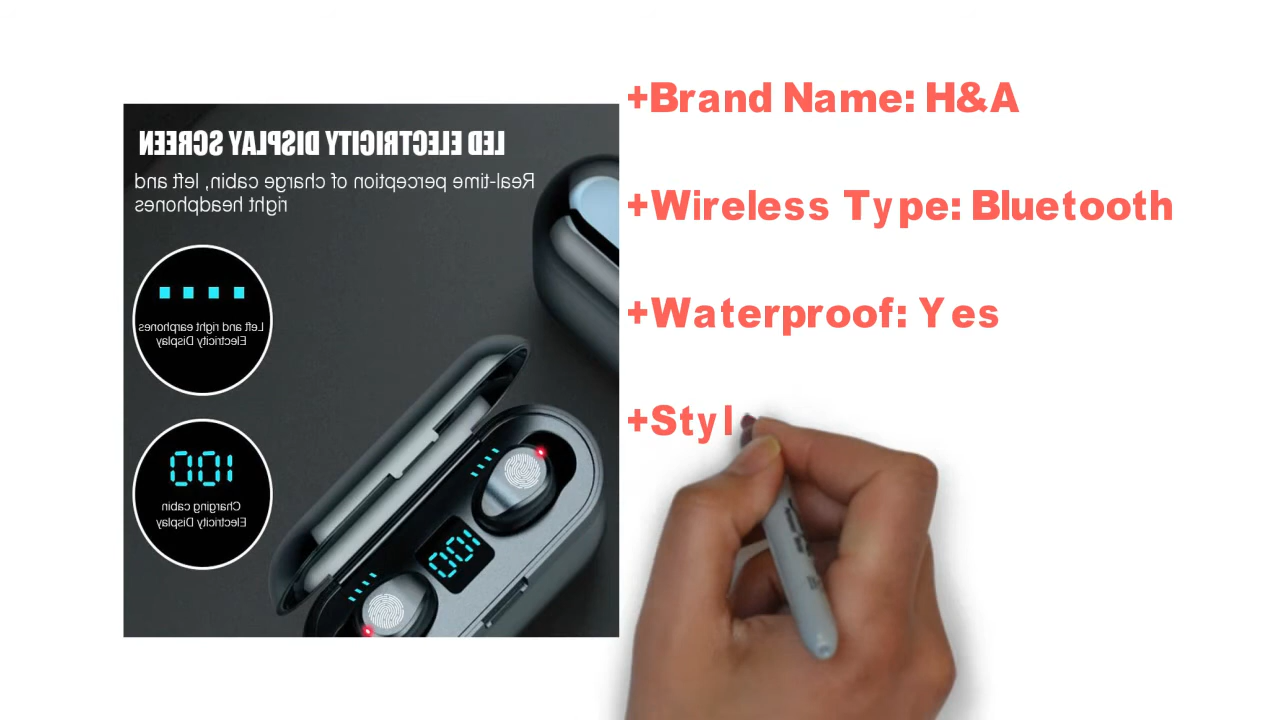 LED ELECTRICITY DISPLAY SCREEN
Real-time perception of charge cabin, left and
right headphones
Left and right earphones
Electricity Display
100
Charging cabin
Electricity Display
100
+Brand Name: H&A
+Wireless Type: Bluetooth
+Waterproof: Yes
+Styl